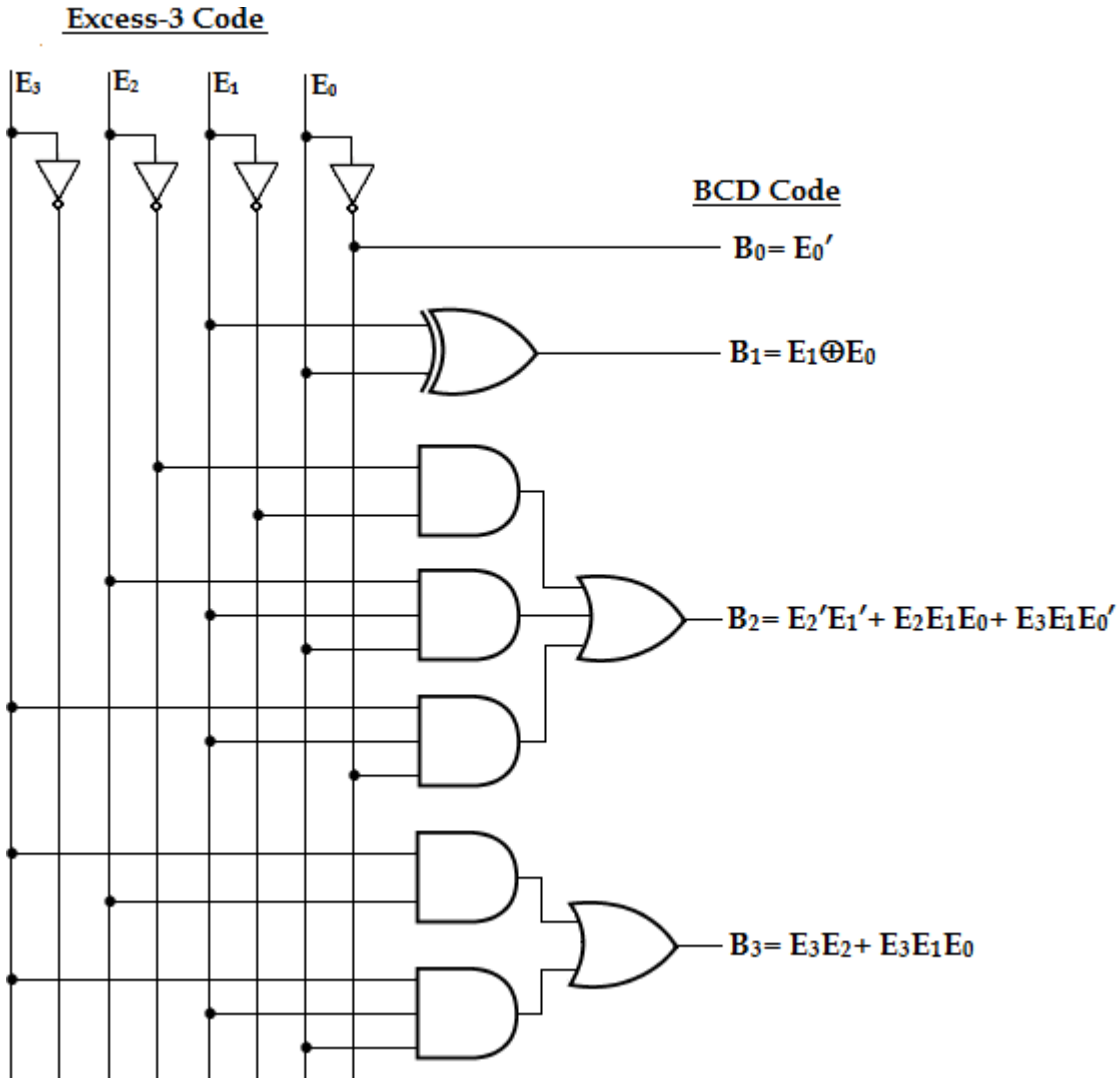 Excess-3 Code
E₃ E₂ E₁ E₀
BCD Code
B₀= E₀′
B₁= E₁⊕E₀
B₂= E₂′E₁′+ E₂E₁E₀+ E₃E₁E₀′
B₃= E₃E₂+ E₃E₁E₀